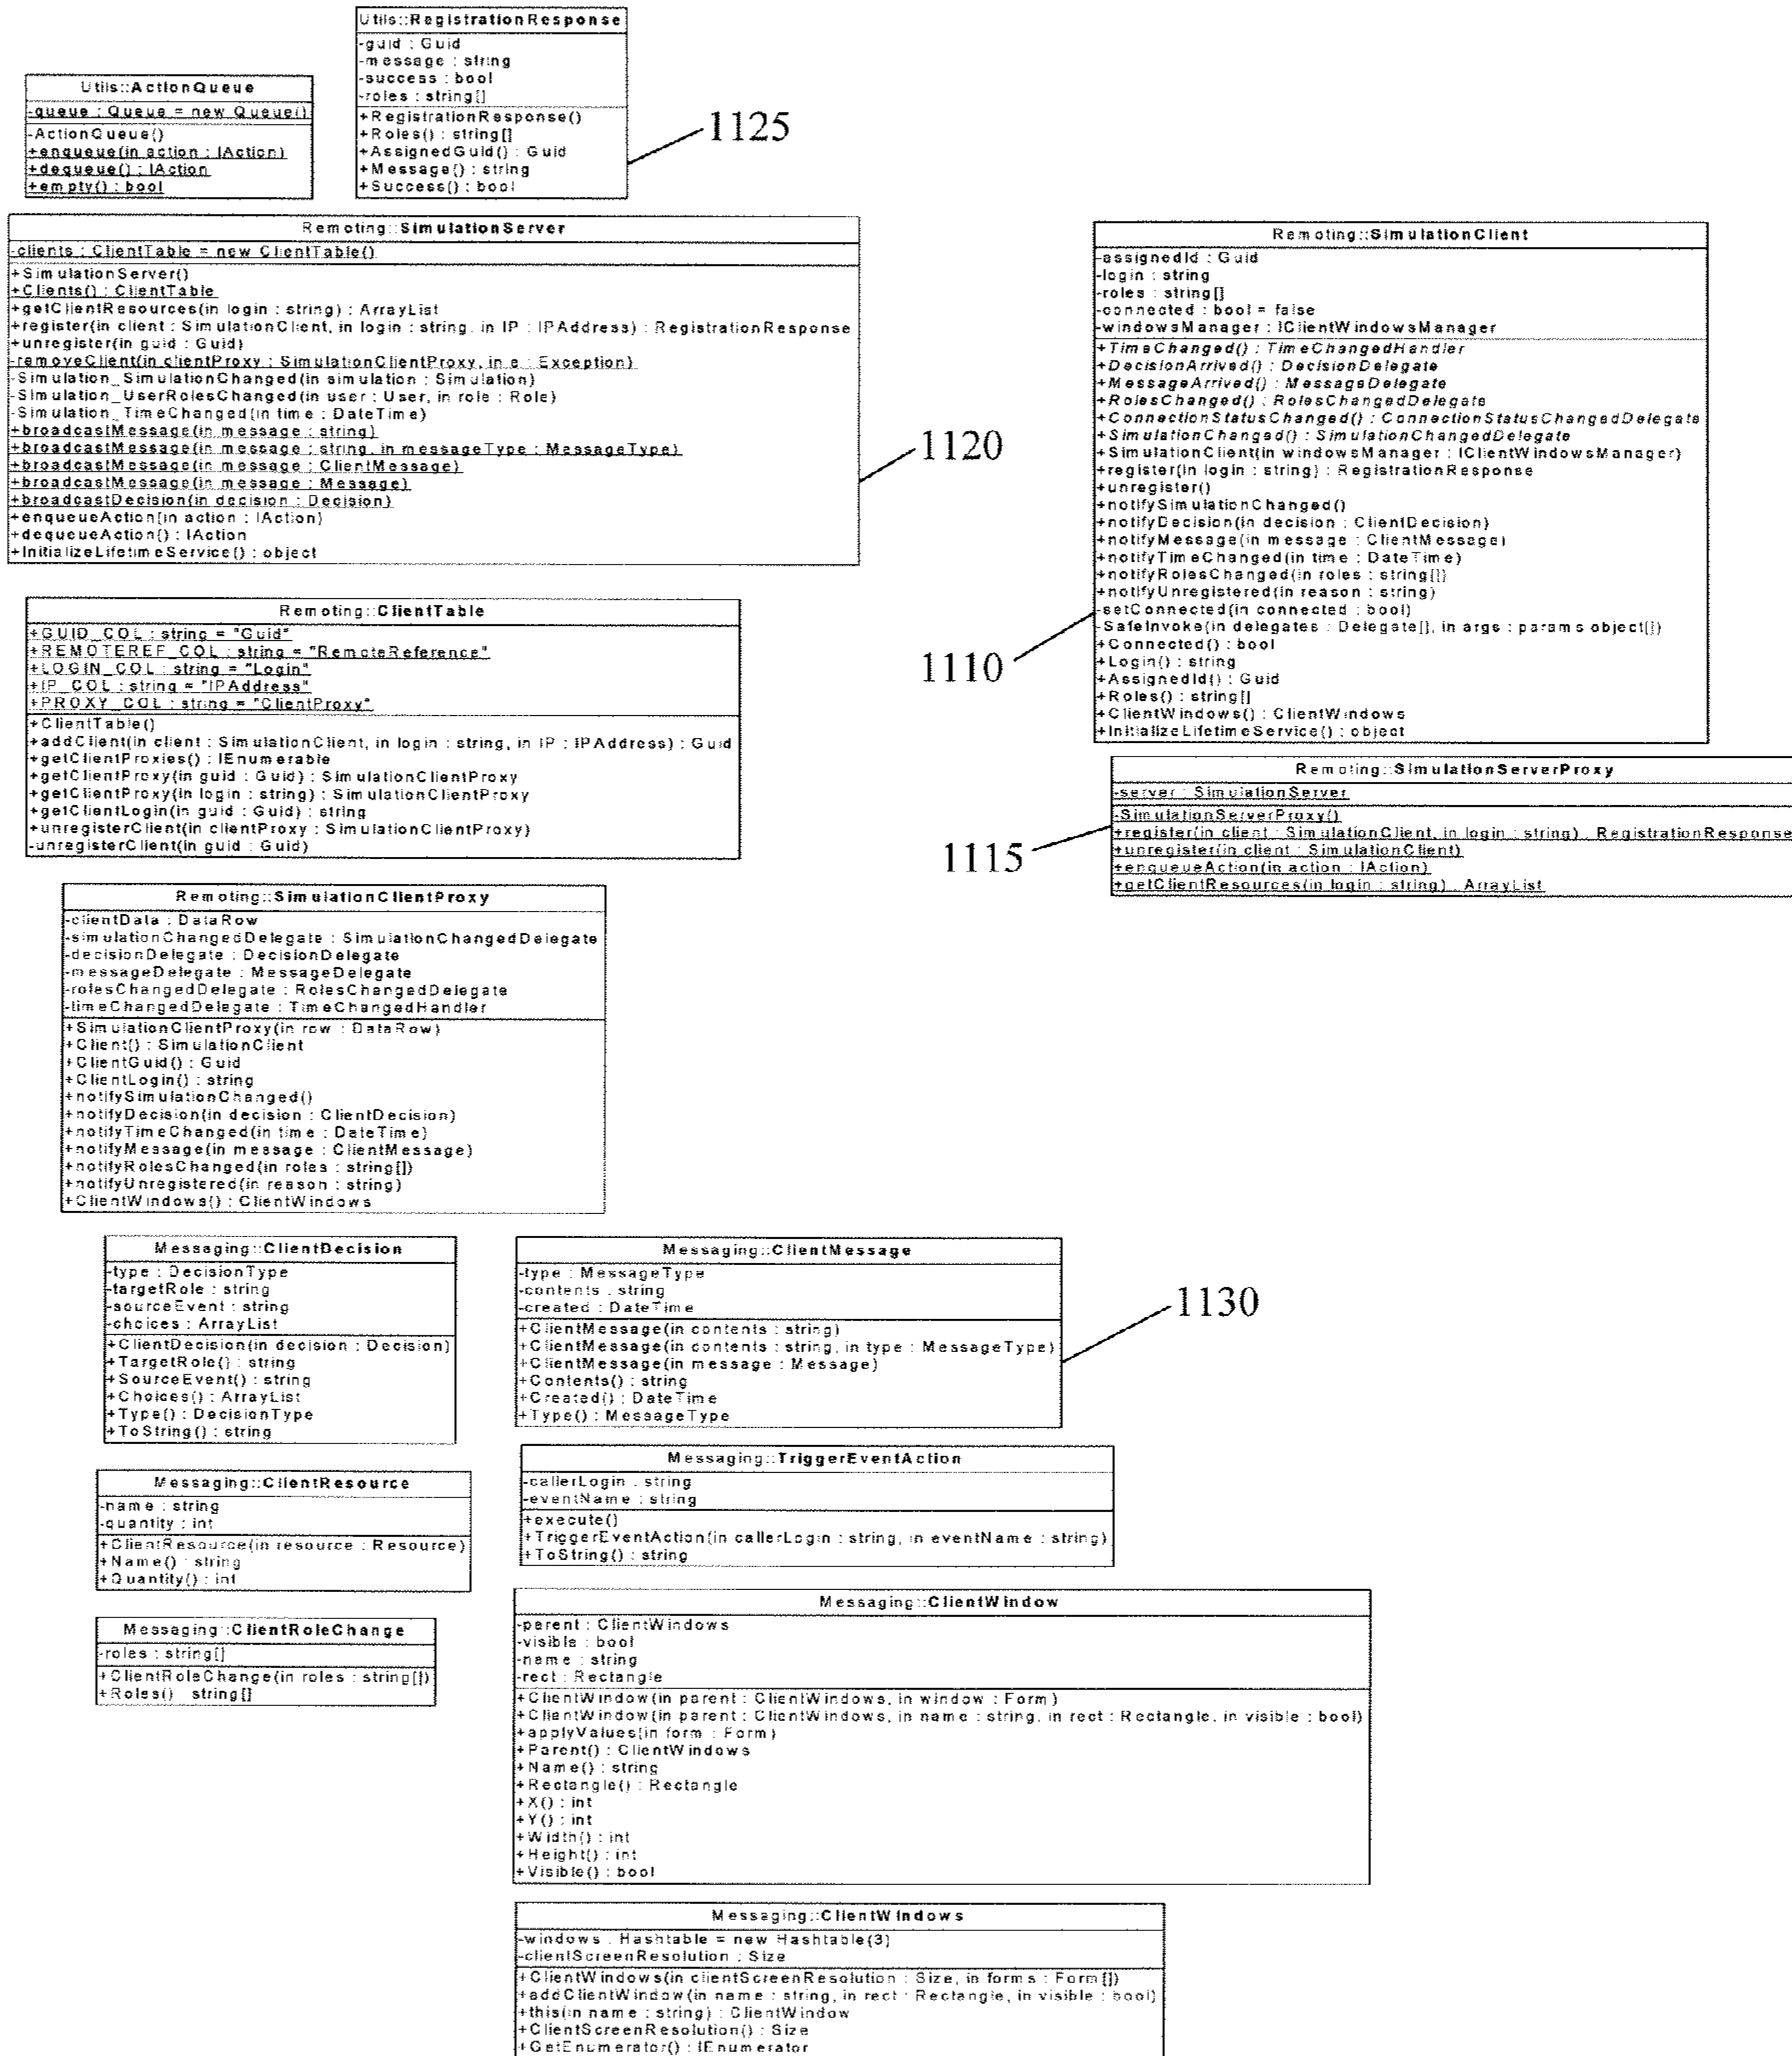 Utils::RegistrationResponse
-guid : Guid
-message : string
-success : bool
-roles : string[]
+RegistrationResponse()
+Roles() : string[]
+AssignedGuid() : Guid
+Message() : string
+Success() : bool
1125
Utils::ActionQueue
-queue : Queue = new Queue()
-ActionQueue()
+enqueue(in action : IAction)
+dequeue() : IAction
+empty() : bool
Remoting::SimulationServer
-clients : ClientTable = new ClientTable()
+SimulationServer()
+Clients() : ClientTable
+getClientResources(in login : string) : ArrayList
+register(in client : SimulationClient, in login : string, in IP : IPAddress) : RegistrationResponse
+unregister(in guid : Guid)
-removeClient(in clientProxy : SimulationClientProxy, in e : Exception)
-Simulation_SimulationChanged(in simulation : Simulation)
-Simulation_UserRolesChanged(in user : User, in role : Role)
-Simulation_TimeChanged(in time : DateTime)
+broadcastMessage(in message : string)
+broadcastMessage(in message : string, in messageType : MessageType)
+broadcastMessage(in message : ClientMessage)
+broadcastMessage(in message : Message)
+broadcastDecision(in decision : Decision)
+enqueueAction(in action : IAction)
+dequeueAction() : IAction
+InitializeLifetimeService() : object
1120
Remoting::SimulationClient
-assignedId : Guid
-login : string
-roles : string[]
-connected : bool = false
-windowsManager : IClientWindowsManager
+TimeChanged() : TimeChangedHandler
+DecisionArrived() : DecisionDelegate
+MessageArrived() : MessageDelegate
+RolesChanged() : RolesChangedDelegate
+ConnectionStatusChanged() : ConnectionStatusChangedDelegate
+SimulationChanged() : SimulationChangedDelegate
+SimulationClient(in windowsManager : IClientWindowsManager)
+register(in login : string) : RegistrationResponse
+unregister()
+notifySimulationChanged()
+notifyDecision(in decision : ClientDecision)
+notifyMessage(in message : ClientMessage)
+notifyTimeChanged(in time : DateTime)
+notifyRolesChanged(in roles : string[])
+notifyUnregistered(in reason : string)
-setConnected(in connected : bool)
-SafeInvoke(in delegates : Delegate[], in args : params object[])
+Connected() : bool
+Login() : string
+AssignedId() : Guid
+Roles() : string[]
+ClientWindows() : ClientWindows
+InitializeLifetimeService() : object
1110
Remoting::ClientTable
+GUID_COL : string = "Guid"
+REMOTEREF_COL : string = "RemoteReference"
+LOGIN_COL : string = "Login"
+IP_COL : string = "IPAddress"
+PROXY_COL : string = "ClientProxy"
+ClientTable()
+addClient(in client : SimulationClient, in login : string, in IP : IPAddress) : Guid
+getClientProxies() : IEnumerable
+getClientProxy(in guid : Guid) : SimulationClientProxy
+getClientProxy(in login : string) : SimulationClientProxy
+getClientLogin(in guid : Guid) : string
+unregisterClient(in clientProxy : SimulationClientProxy)
-unregisterClient(in guid : Guid)
Remoting::SimulationServerProxy
-server : SimulationServer
-SimulationServerProxy()
+register(in client : SimulationClient, in login : string) : RegistrationResponse
+unregister(in client : SimulationClient)
+enqueueAction(in action : IAction)
+getClientResources(in login : string) : ArrayList
1115
Remoting::SimulationClientProxy
-clientData : DataRow
-simulationChangedDelegate : SimulationChangedDelegate
-decisionDelegate : DecisionDelegate
-messageDelegate : MessageDelegate
-rolesChangedDelegate : RolesChangedDelegate
-timeChangedDelegate : TimeChangedHandler
+SimulationClientProxy(in row : DataRow)
+Client() : SimulationClient
+ClientGuid() : Guid
+ClientLogin() : string
+notifySimulationChanged()
+notifyDecision(in decision : ClientDecision)
+notifyTimeChanged(in time : DateTime)
+notifyMessage(in message : ClientMessage)
+notifyRolesChanged(in roles : string[])
+notifyUnregistered(in reason : string)
+ClientWindows() : ClientWindows
Messaging::ClientDecision
-type : DecisionType
-targetRole : string
-sourceEvent : string
-choices : ArrayList
+ClientDecision(in decision : Decision)
+TargetRole() : string
+SourceEvent() : string
+Choices() : ArrayList
+Type() : DecisionType
+ToString() : string
Messaging::ClientMessage
-type : MessageType
-contents : string
-created : DateTime
+ClientMessage(in contents : string)
+ClientMessage(in contents : string, in type : MessageType)
+ClientMessage(in message : Message)
+Contents() : string
+Created() : DateTime
+Type() : MessageType
1130
Messaging::ClientResource
-name : string
-quantity : int
+ClientResource(in resource : Resource)
+Name() : string
+Quantity() : int
Messaging::TriggerEventAction
-callerLogin : string
-eventName : string
+execute()
+TriggerEventAction(in callerLogin : string, in eventName : string)
+ToString() : string
Messaging::ClientRoleChange
-roles : string[]
+ClientRoleChange(in roles : string[])
+Roles() : string[]
Messaging::ClientWindow
-parent : ClientWindows
-visible : bool
-name : string
-rect : Rectangle
+ClientWindow(in parent : ClientWindows, in window : Form)
+ClientWindow(in parent : ClientWindows, in name : string, in rect : Rectangle, in visible : bool)
+applyValues(in form : Form)
+Parent() : ClientWindows
+Name() : string
+Rectangle() : Rectangle
+X() : int
+Y() : int
+Width() : int
+Height() : int
+Visible() : bool
Messaging::ClientWindows
-windows : Hashtable = new Hashtable(3)
-clientScreenResolution : Size
+ClientWindows(in clientScreenResolution : Size, in forms : Form[])
+addClientWindow(in name : string, in rect : Rectangle, in visible : bool)
+this(in name : string) : ClientWindow
+ClientScreenResolution() : Size
+GetEnumerator() : IEnumerator